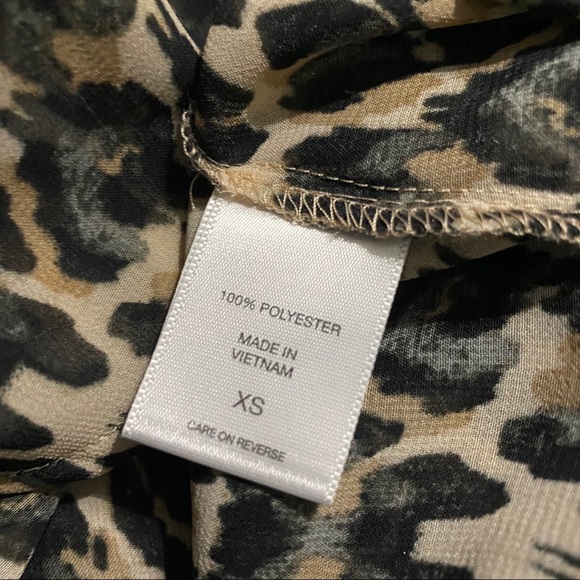 100% POLYESTER
MADE IN
VIETNAM
XS
CARE ON REVERSE